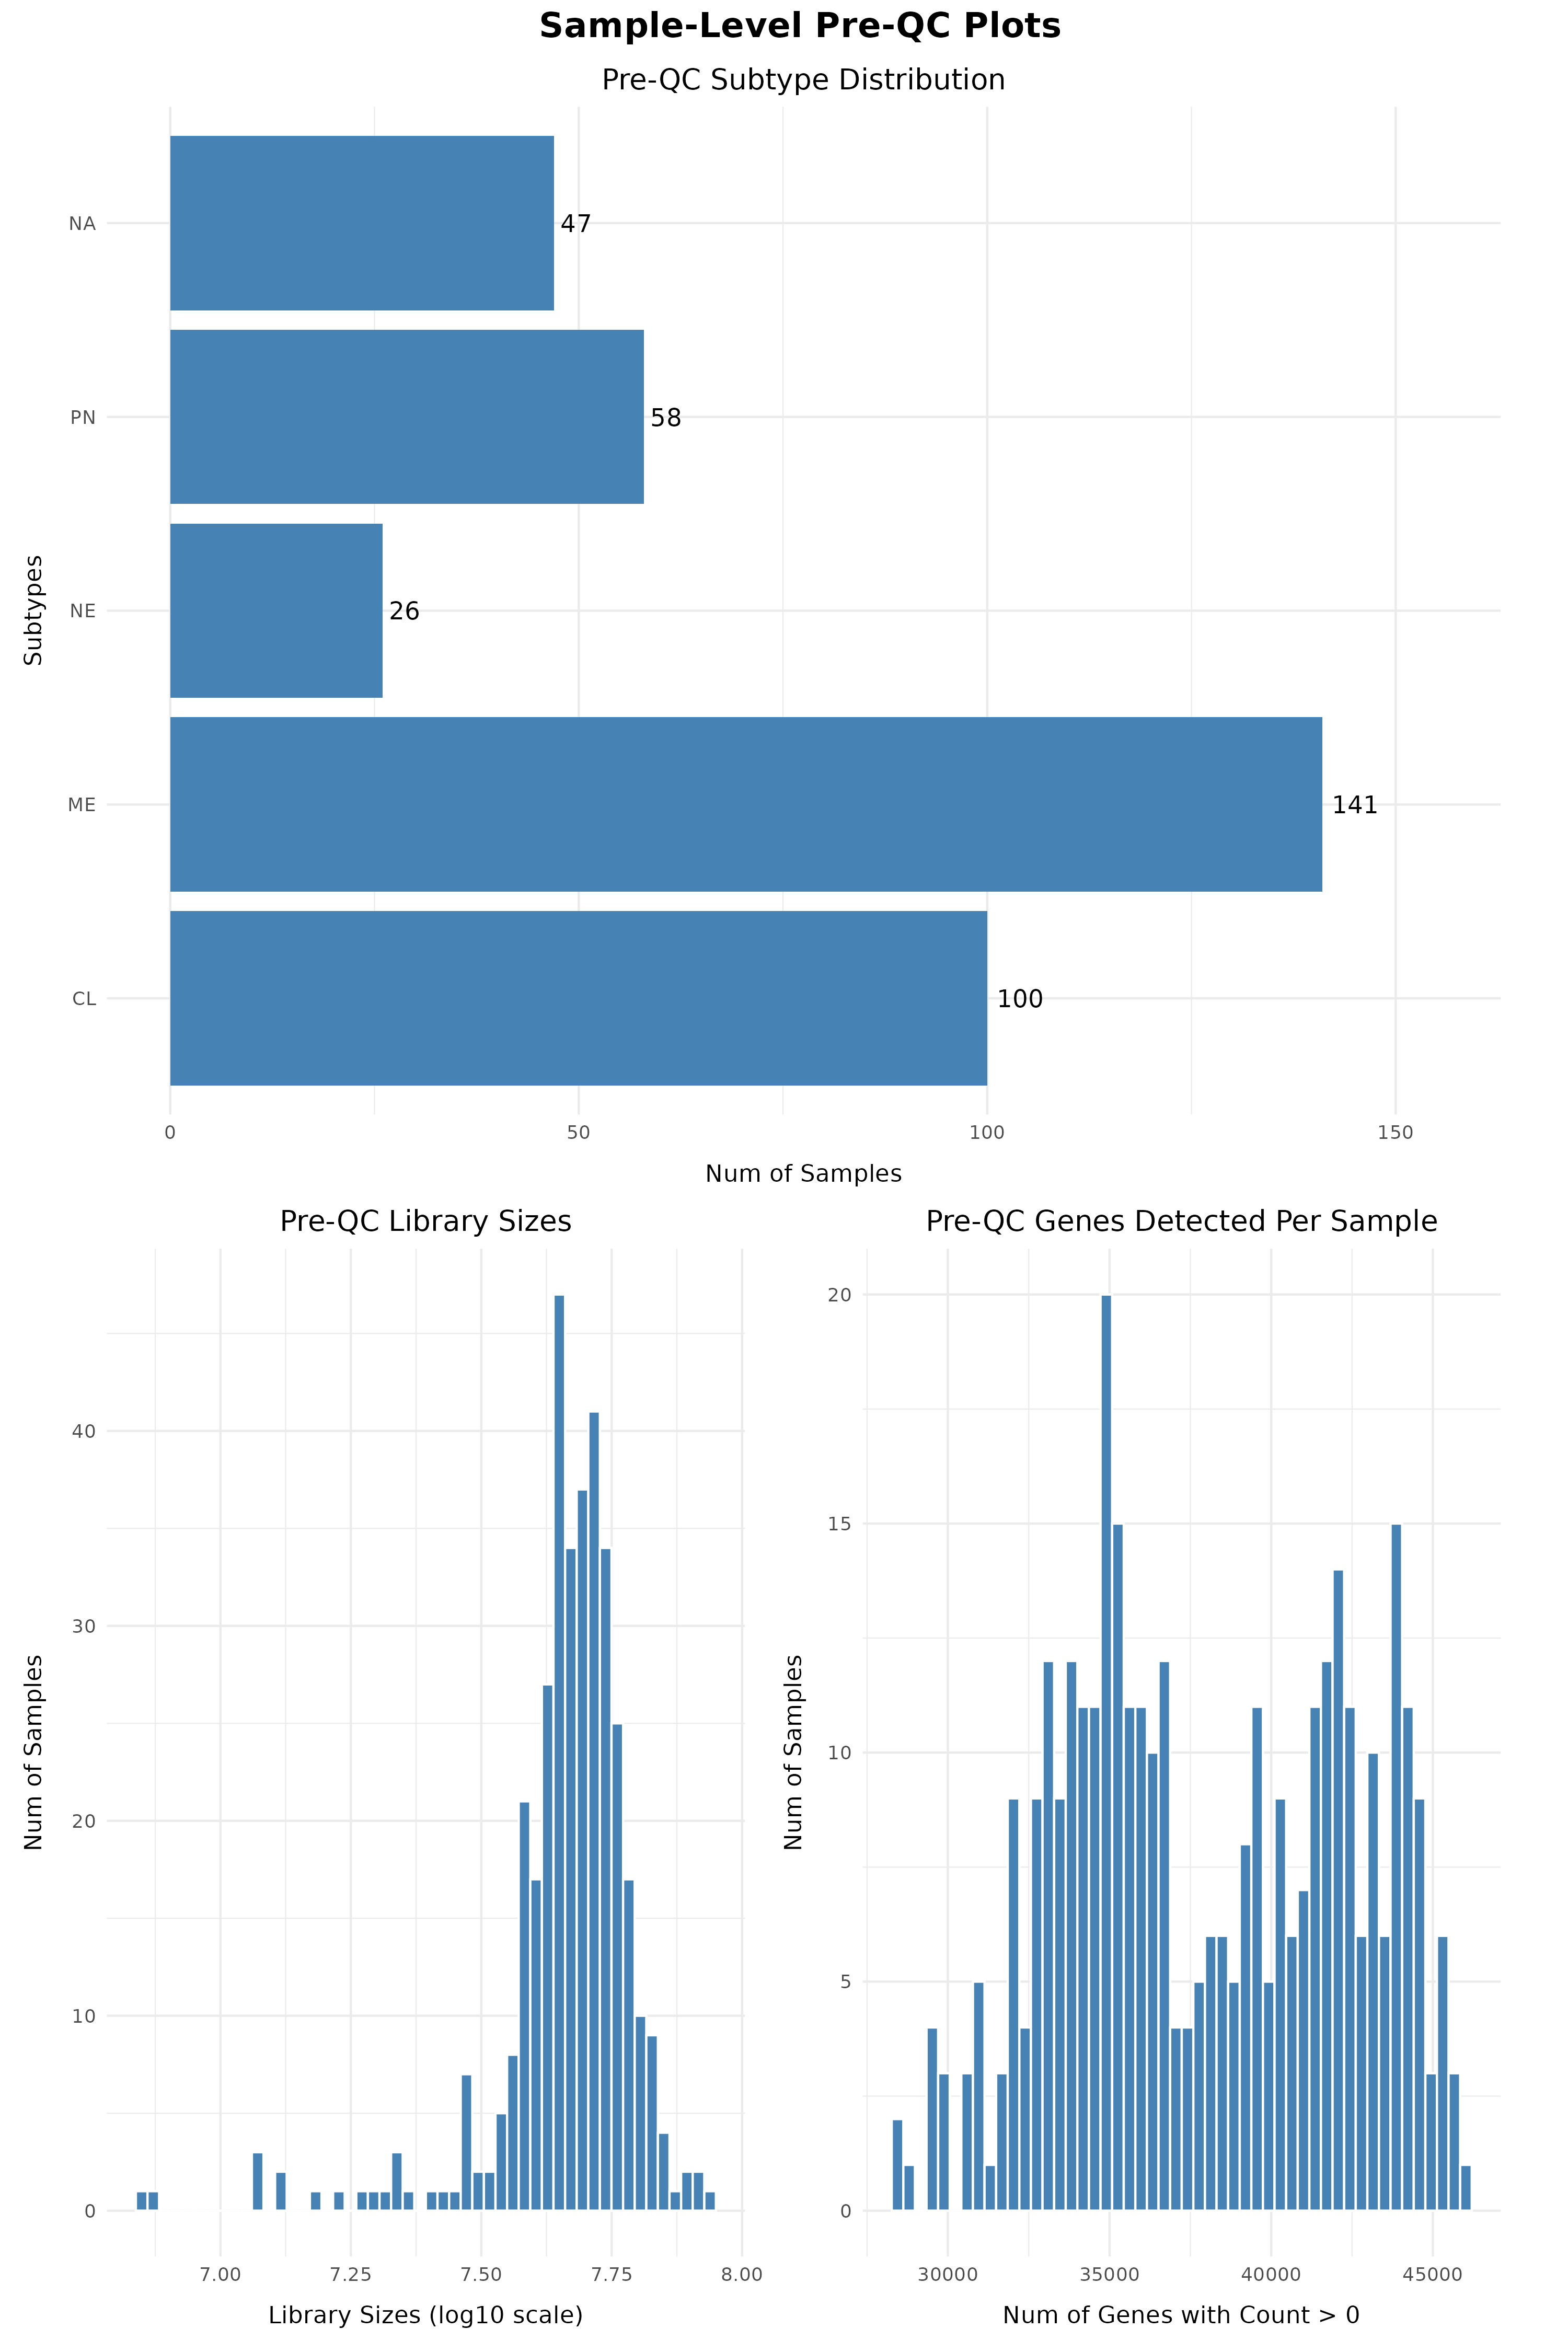 Sample-Level Pre-QC Plots
Pre-QC Subtype Distribution
Subtypes
NA
47
PN
58
NE
26
ME
141
CL
100
0 50 100 150
Num of Samples
Pre-QC Library Sizes
Num of Samples
40
30
20
10
0
7.00 7.25 7.50 7.75 8.00
Library Sizes (log10 scale)
Pre-QC Genes Detected Per Sample
Num of Samples
20
15
10
5
0
30000 35000 40000 45000
Num of Genes with Count > 0